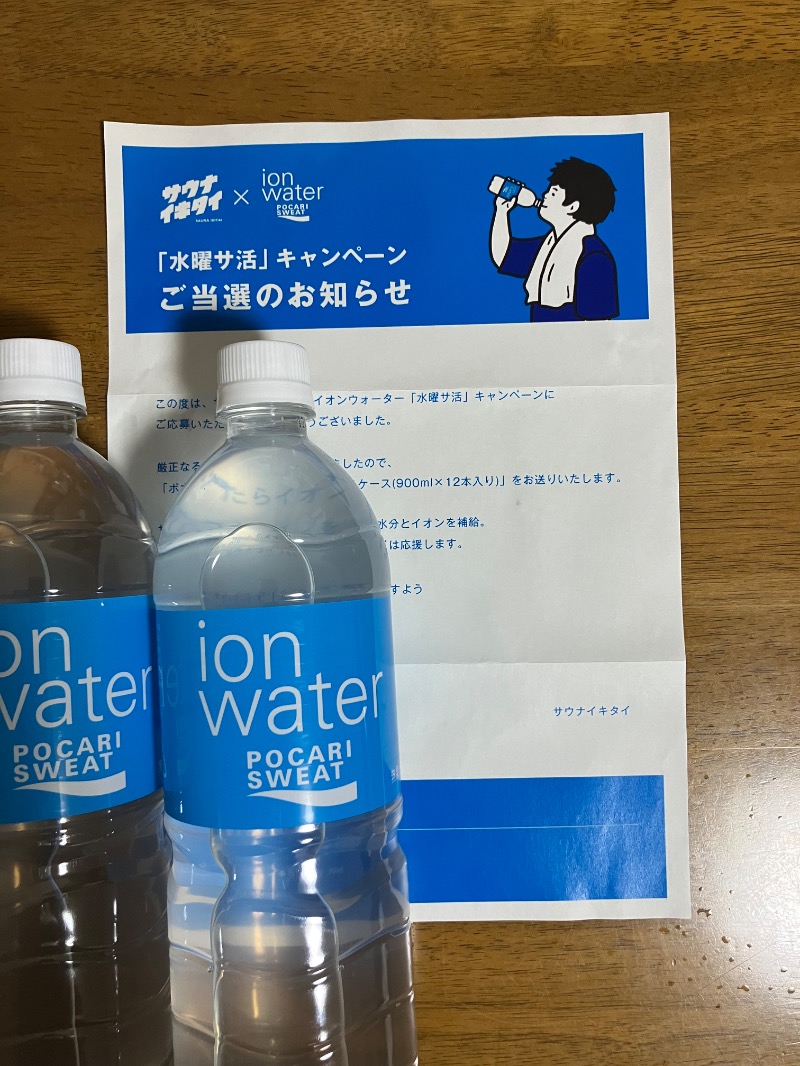 サウナ
イキタイ
×
ion
water
POCARI
SWEAT
「水曜サ活」キャンペーン
ご当選のお知らせ
この度は、 イオンウォーター「水曜サ活」キャンペーンに
ご応募いただ ございました。
厳正なる ましたので、
ケース(900ml×12本入り)」をお送りいたします。
水分とイオンを補給。
は応援します。
すよう
サウナイキタイ
on
water
POCARI
SWEAT
たらイオン
ion
water
POCARI
SWEAT